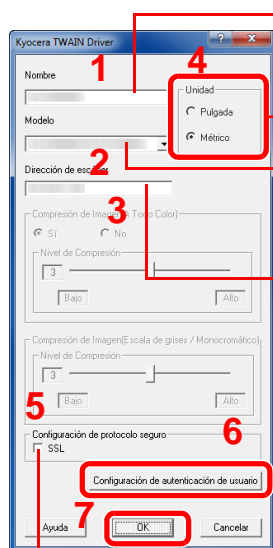 Kyocera TWAIN Driver
1
4
Nombre
Unidad
Pulgada
Modelo
Métrico
2
Dirección de escáner
3
Compresión de Imagen(A Todo Color)
Sí No
Nivel de Compresión
3
Bajo Alto
Compresión de Imagen(Escala de grises / Monocromático)
Nivel de Compresión
3
Bajo Alto
5
6
Configuración de protocolo seguro
SSL
Configuración de autenticación de usuario
7
Ayuda OK Cancelar